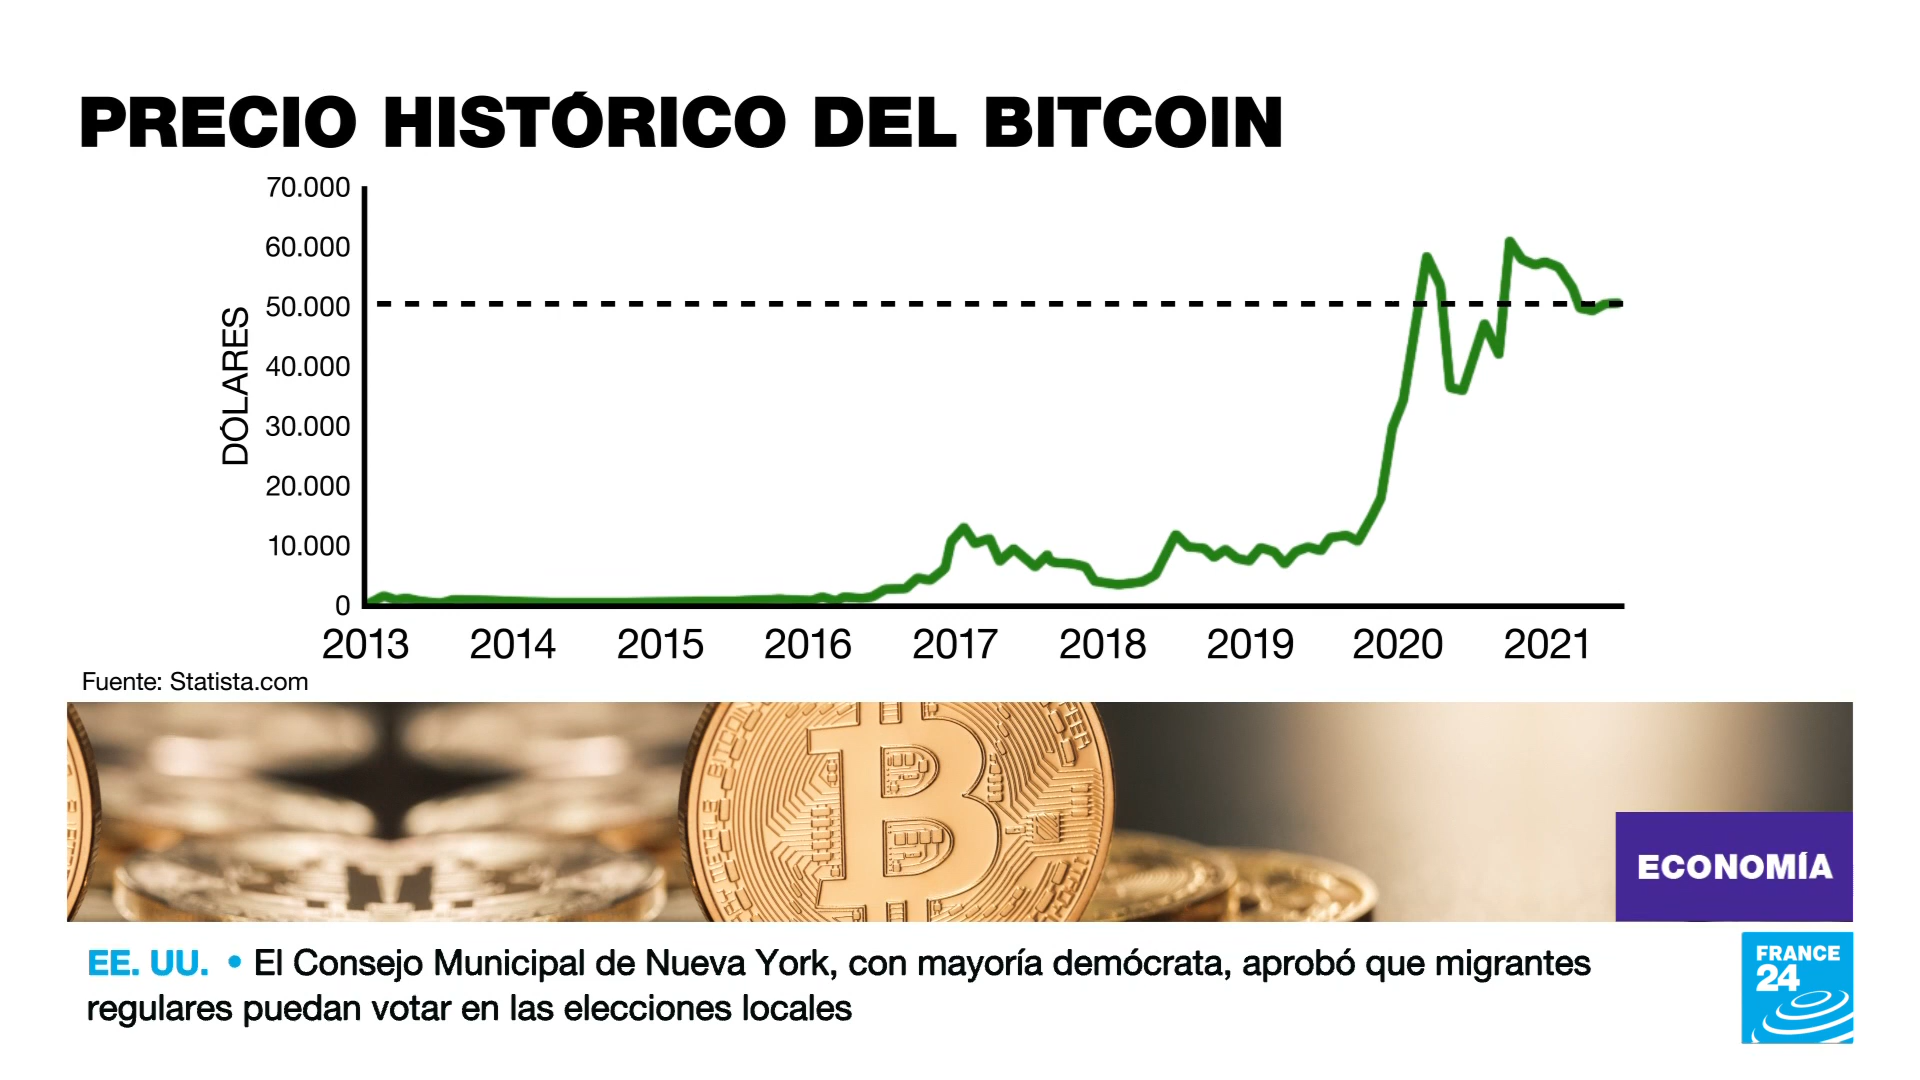 PRECIO HISTÓRICO DEL BITCOIN
70.000
60.000
50.000
40.000
30.000
20.000
10.000
0
DÓLARES
2013 2014 2015 2016 2017 2018 2019 2020 2021
Fuente: Statista.com
BITCOIN
ECONOMÍA
EE. UU. • El Consejo Municipal de Nueva York, con mayoría demócrata, aprobó que migrantes
regulares puedan votar en las elecciones locales
FRANCE
24